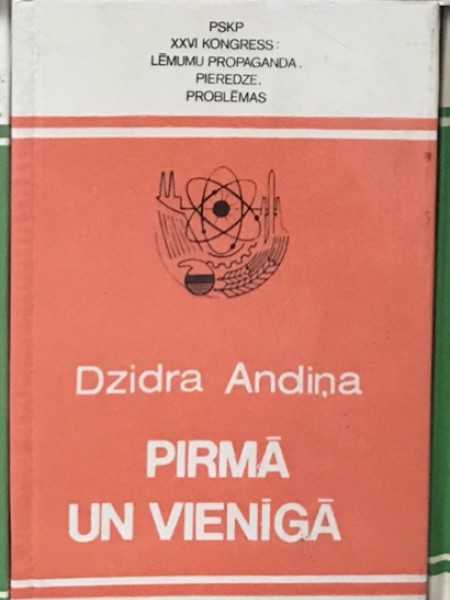 PSKP
XXVI KONGRESS:
LĒMUMU PROPAGANDA.
PIEREDZE.
PROBLĒMAS
Dzidra Andiņa
PIRMĀ
UN VIENĪGĀ